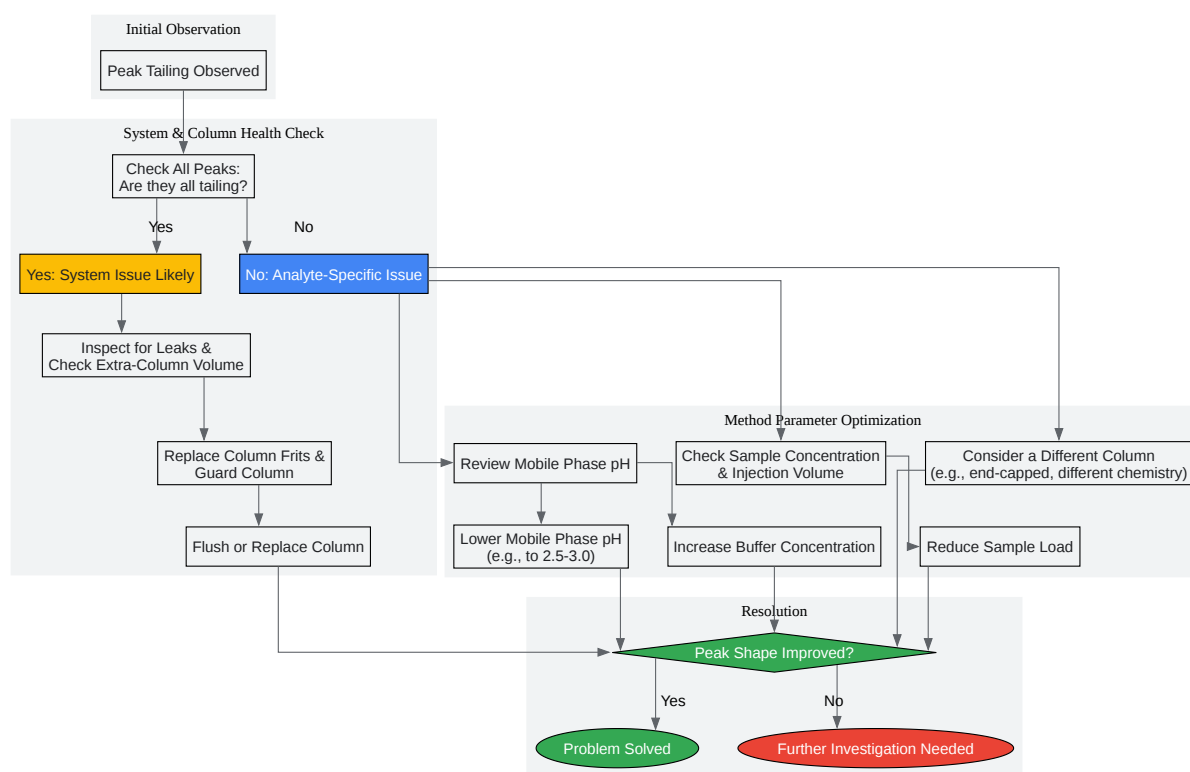 Initial Observation
Peak Tailing Observed
System & Column Health Check
Check All Peaks:
Are they all tailing?
Yes
No
Yes: System Issue Likely
No: Analyte-Specific Issue
Inspect for Leaks &
Check Extra-Column Volume
Replace Column Frits &
Guard Column
Flush or Replace Column
Method Parameter Optimization
Review Mobile Phase pH
Check Sample Concentration
& Injection Volume
Consider a Different Column
(e.g., end-capped, different chemistry)
Lower Mobile Phase pH
(e.g., to 2.5-3.0)
Increase Buffer Concentration
Reduce Sample Load
Resolution
Peak Shape Improved?
Yes
No
Problem Solved
Further Investigation Needed